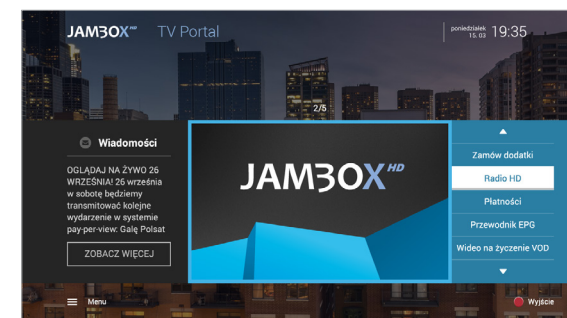 JAMBOX HD TV Portal
poniedziałek
15. 03 19:35
2/5
Wiadomości
OGLĄDAJ NA ŻYWO 26
WRZEŚNIA! 26 września
w sobotę będziemy
transmitować kolejne
wydarzenie w systemie
pay-per-view: Galę Polsat
ZOBACZ WIĘCEJ
JAMBOX HD
Zamów dodatki
Radio HD
Płatności
Przewodnik EPG
Wideo na życzenie VOD
Menu
Wyjście